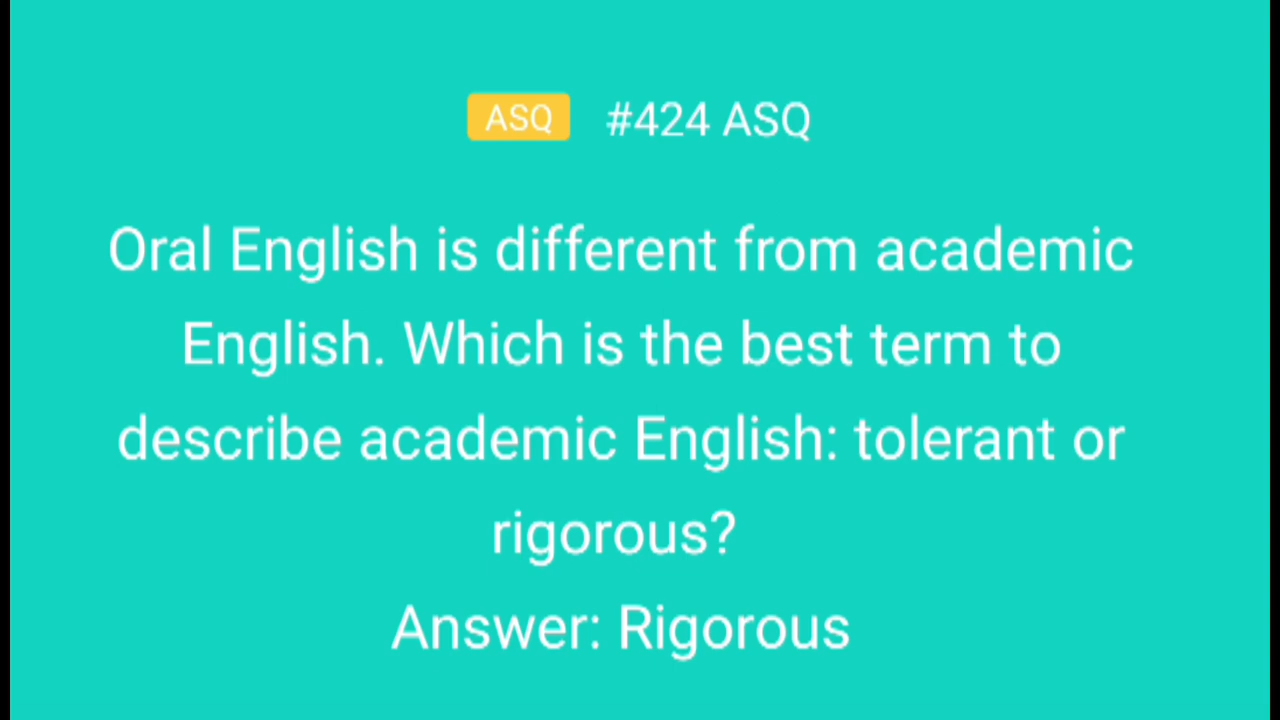 ASQ #424 ASQ
Oral English is different from academic
English. Which is the best term to
describe academic English: tolerant or
rigorous?
Answer: Rigorous